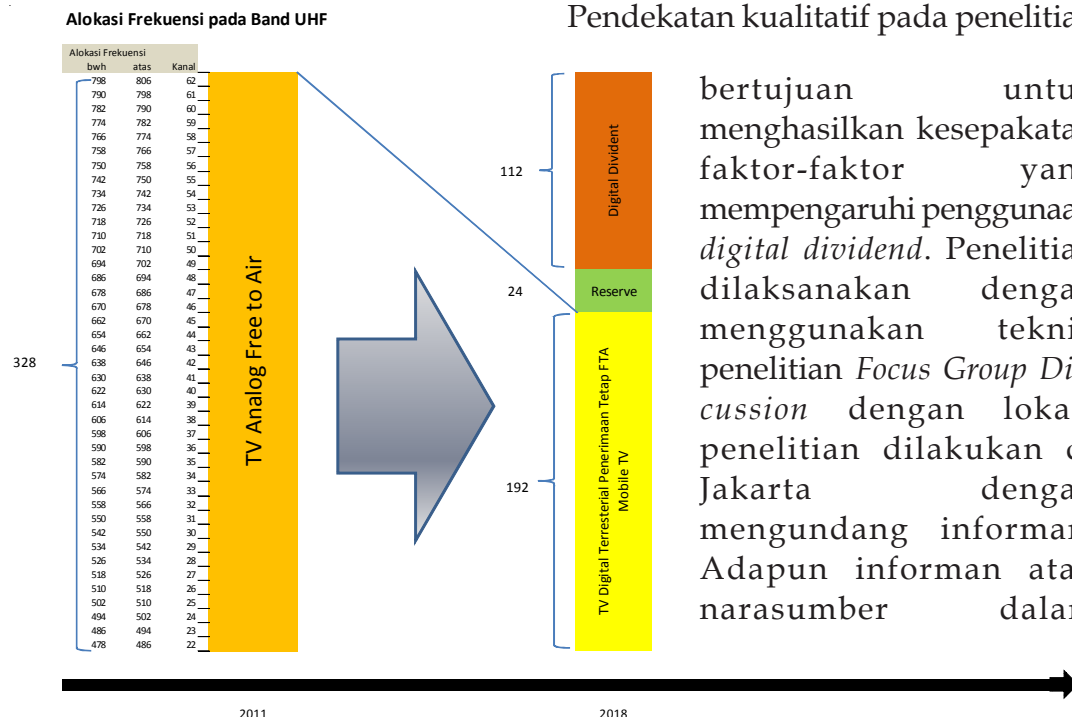 Alokasi Frekuensi pada Band UHF
Alokasi Frekuensi
bwh atas Kanal
798 806 62
790 798 61
782 790 60
774 782 59
766 774 58
758 766 57
750 758 56
742 750 55
734 742 54
726 734 53
718 726 52
710 718 51
702 710 50
694 702 49
686 694 48
678 686 47
670 678 46
662 670 45
654 662 44
646 654 43
638 646 42
630 638 41
622 630 40
614 622 39
606 614 38
598 606 37
590 598 36
582 590 35
574 582 34
566 574 33
558 566 32
550 558 31
542 550 30
534 542 29
526 534 28
518 526 27
510 518 26
502 510 25
494 502 24
486 494 23
478 486 22
328
TV Analog Free to Air
112
Digital Divident
24
Reserve
192
TV Digital Terresterial Penerimaan Tetap FTA
Mobile TV
2011
2018
Pendekatan kualitatif pada penelitia
bertujuan untu
menghasilkan kesepakata
faktor-faktor yan
mempengaruhi penggunaa
digital dividend. Penelitia
dilaksanakan denga
menggunakan tekni
penelitian Focus Group Di
cussion dengan loka
penelitian dilakukan d
Jakarta denga
mengundang informan
Adapun informan ata
narasumber dalam